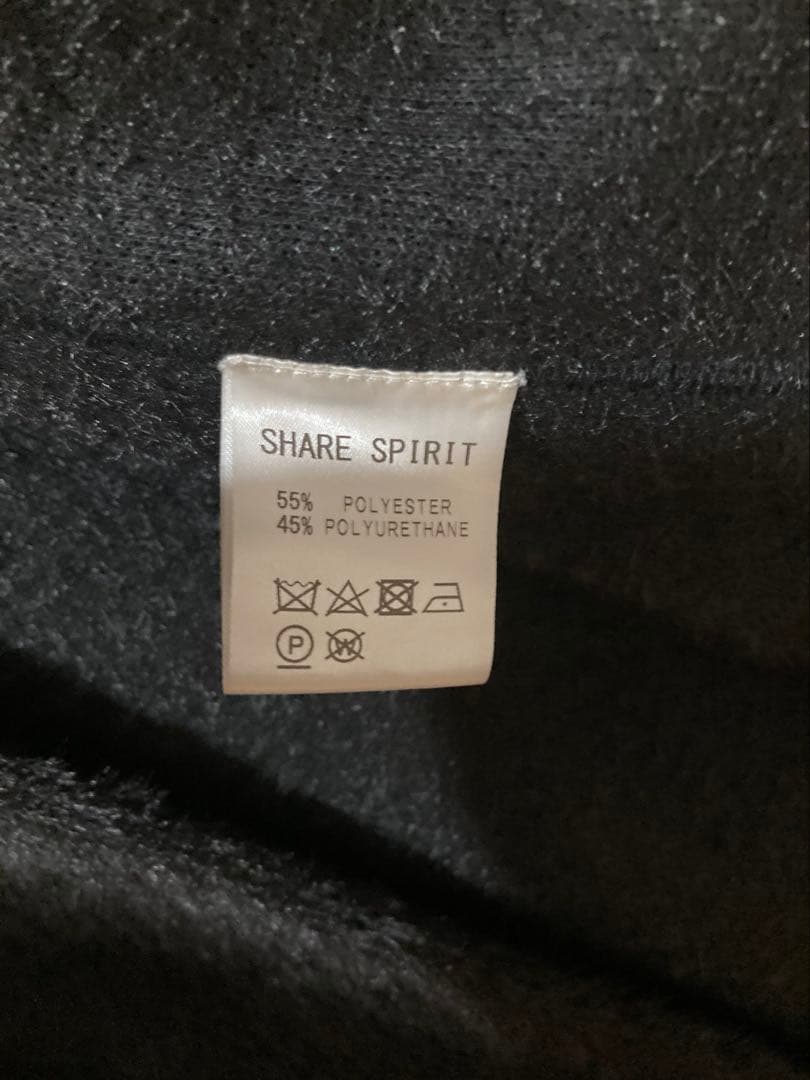 SHARE SPIRIT
55% POLYESTER
45% POLYURETHANE
P W